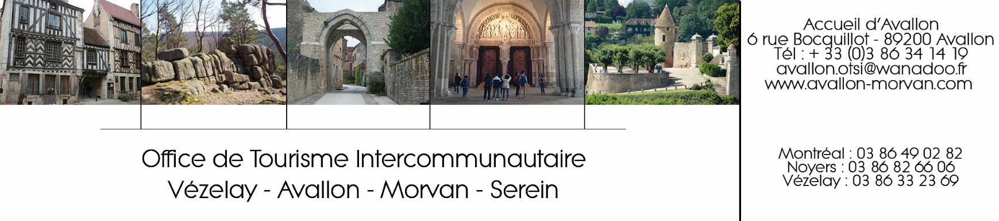 Office de Tourisme Intercommunautaire
Vézelay - Avallon - Morvan - Serein
Accueil d'Avallon
6 rue Bocquillot - 89200 Avallon
Tél : + 33 (0)3 86 34 14 19
avallon.otsi@wanadoo.fr
www.avallon-morvan.com
Montréal : 03 86 49 02 82
Noyers : 03 86 82 66 06
Vézelay : 03 86 33 23 69